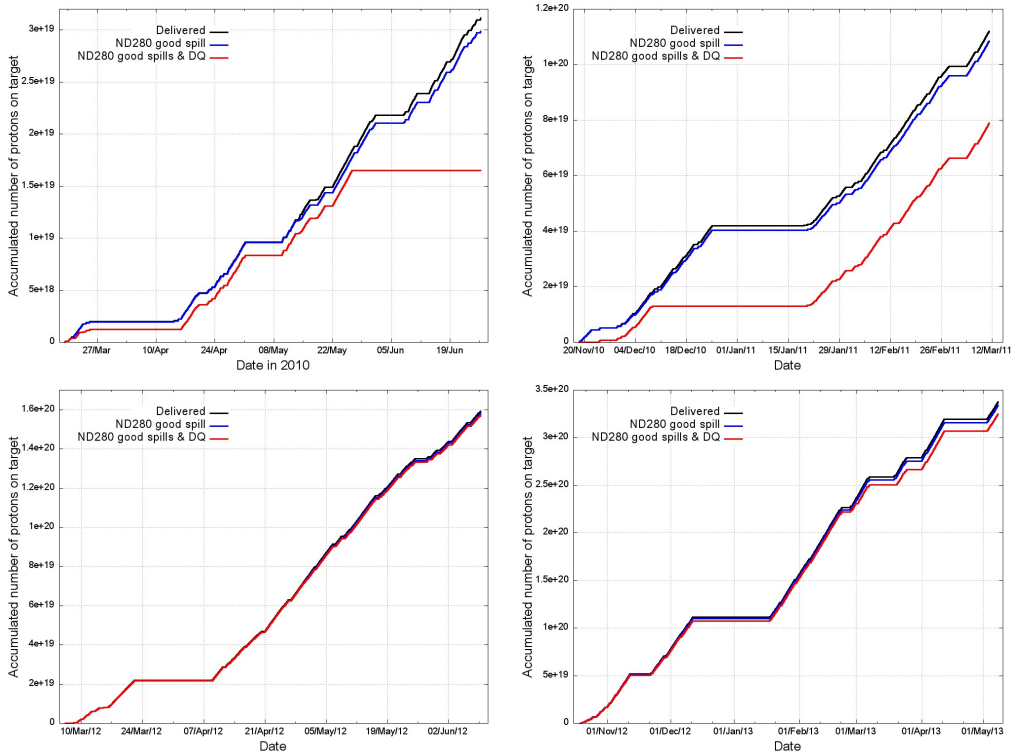 Delivered
ND280 good spill
ND280 good spills & DQ
Accumulated number of protons on target
3e+19
2.5e+19
2e+19
1.5e+19
1e+19
5e+18
0
27/Mar 10/Apr 24/Apr 08/May 22/May 05/Jun 19/Jun
Date in 2010
Delivered
ND280 good spill
ND280 good spills & DQ
Accumulated number of protons on target
1.2e+20
1e+20
8e+19
6e+19
4e+19
2e+19
0
20/Nov/10 04/Dec/10 18/Dec/10 01/Jan/11 15/Jan/11 29/Jan/11 12/Feb/11 26/Feb/11 12/Mar/11
Date
Delivered
ND280 good spill
ND280 good spills & DQ
Accumulated number of protons on target
1.6e+20
1.4e+20
1.2e+20
1e+20
8e+19
6e+19
4e+19
2e+19
0
10/Mar/12 24/Mar/12 07/Apr/12 21/Apr/12 05/May/12 19/May/12 02/Jun/12
Date
Delivered
ND280 good spill
ND280 good spills & DQ
Accumulated number of protons on target
3.5e+20
3e+20
2.5e+20
2e+20
1.5e+20
1e+20
5e+19
0
01/Nov/12 01/Dec/12 01/Jan/13 01/Feb/13 01/Mar/13 01/Apr/13 01/May/13
Date